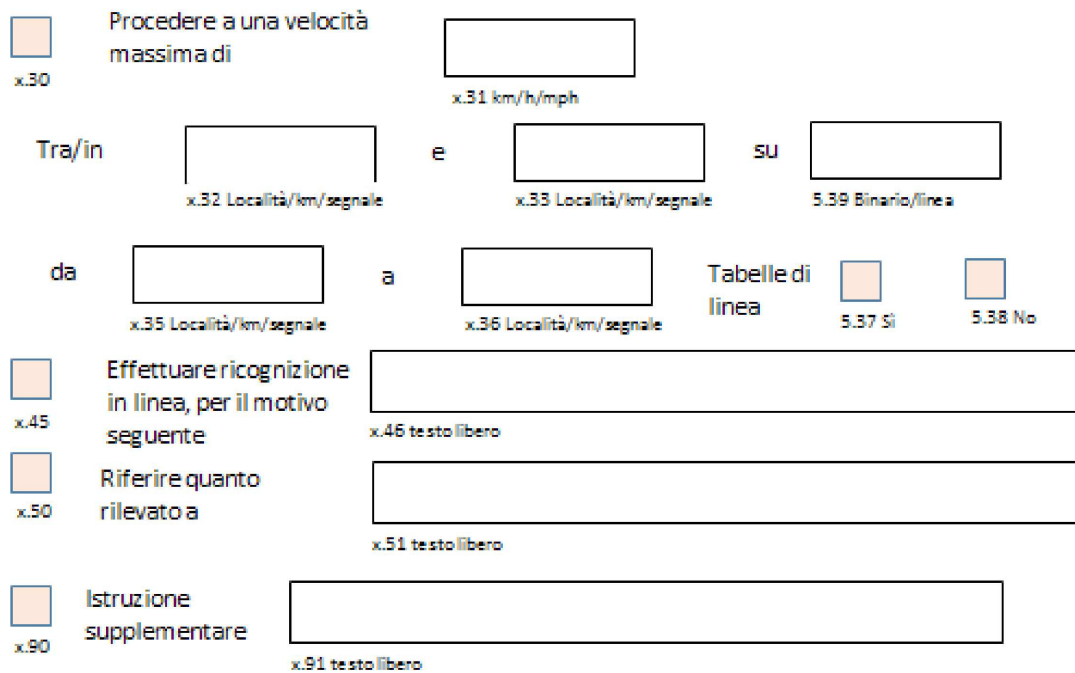 Procedere a una velocità
massima di
x.30
x.31 km/h/mph
Tra/in e su
x.32 Località/km/segnale x.33 Località/km/segnale 5.39 Binario/linea
da a Tabelle di
linea
x.35 Località/km/segnale x.36 Località/km/segnale 5.37 Sì 5.38 No
Effettuare ricognizione
in linea, per il motivo
seguente
x.45
x.46 testo libero
Riferire quanto
rilevato a
x.50
x.51 testo libero
Istruzione
supplementare
x.90
x.91 testo libero